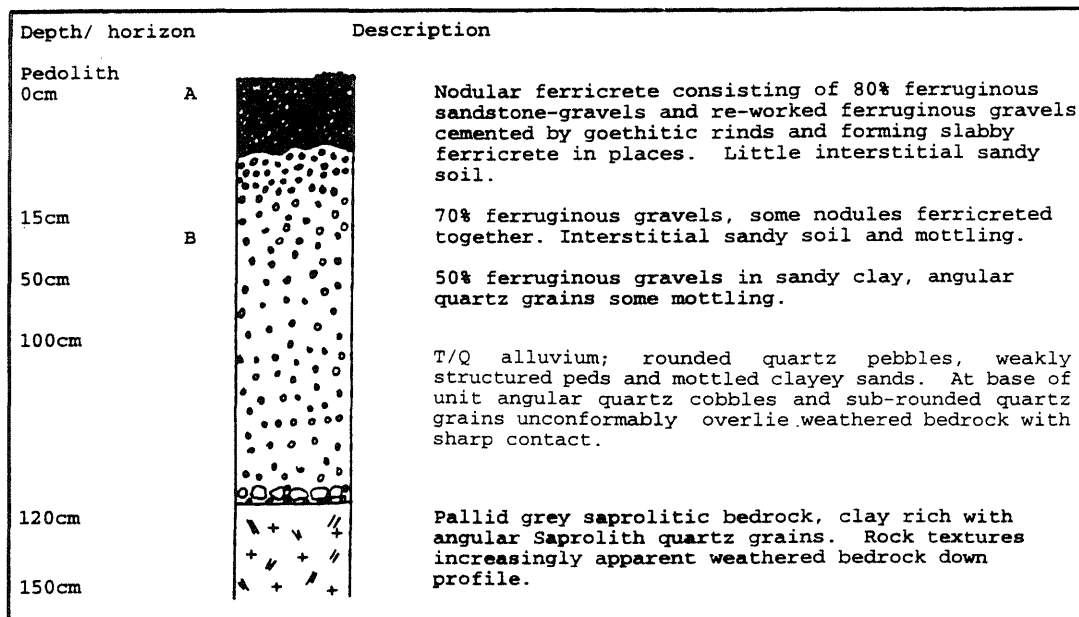 Depth/ horizon Description
Pedolith
0cm A Nodular ferricrete consisting of 80% ferruginous
sandstone-gravels and re-worked ferruginous gravels
cemented by goethitic rinds and forming slabby
ferricrete in places. Little interstitial sandy
soil.
15cm 70% ferruginous gravels, some nodules ferricreted
B together. Interstitial sandy soil and mottling.
50cm 50% ferruginous gravels in sandy clay, angular
quartz grains some mottling.
100cm
T/Q alluvium; rounded quartz pebbles, weakly
structured peds and mottled clayey sands. At base of
unit angular quartz cobbles and sub-rounded quartz
grains unconformably overlie weathered bedrock with
sharp contact.
120cm Pallid grey saprolitic bedrock, clay rich with
angular Saprolith quartz grains. Rock textures
increasingly apparent weathered bedrock down
150cm profile.